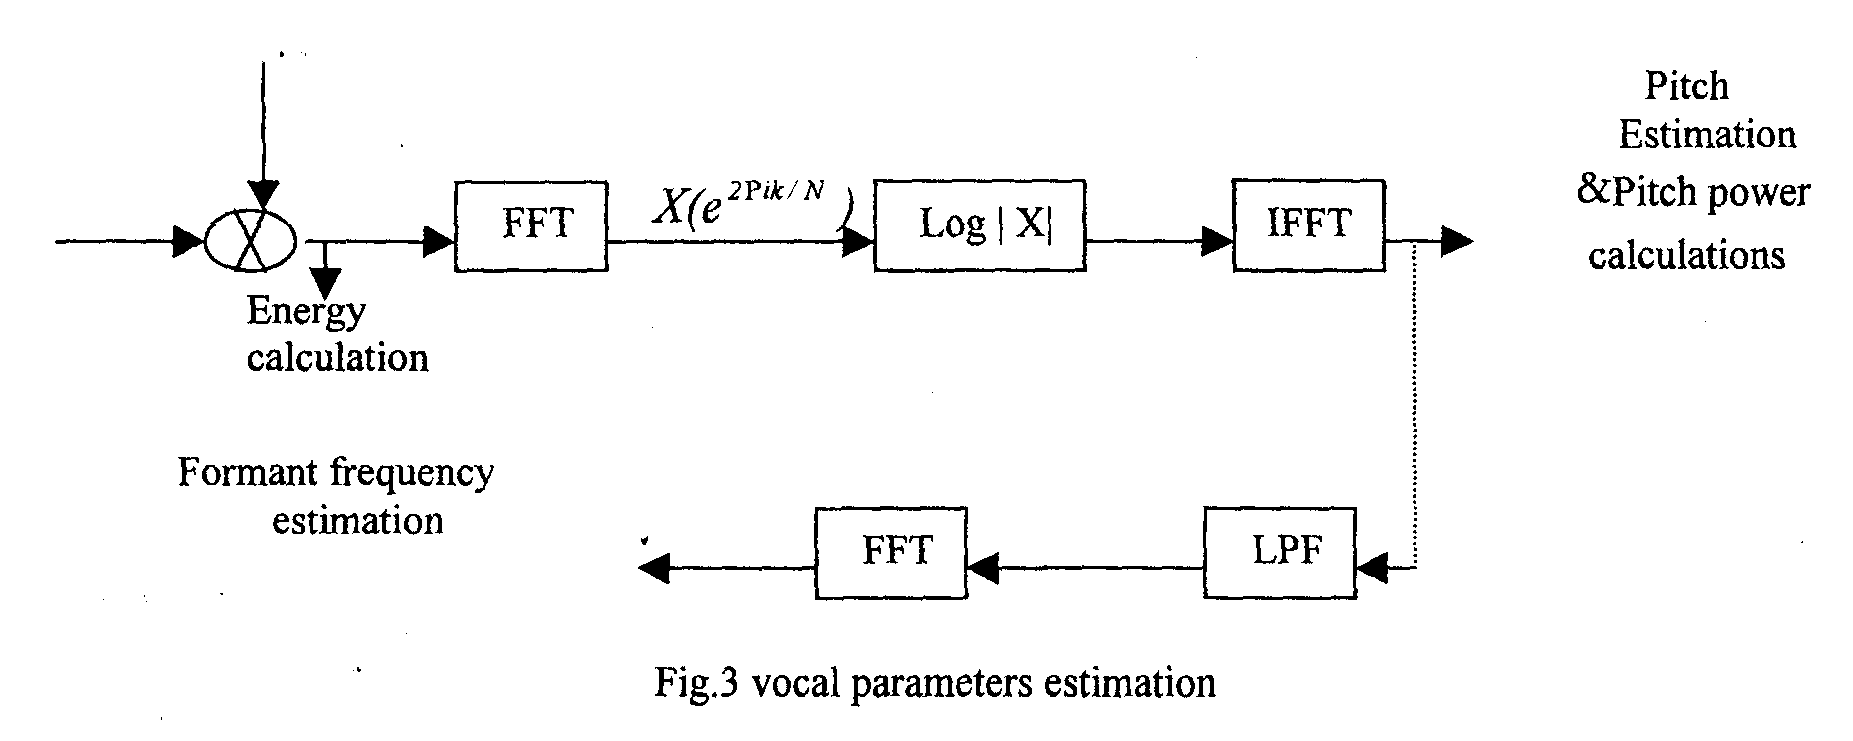 Pitch
Estimation
&Pitch power
calculations
FFT
X(e^2Pik/N)
Log | X|
IFFT
Energy
calculation
Formant frequency
estimation
FFT
LPF
Fig.3 vocal parameters estimation